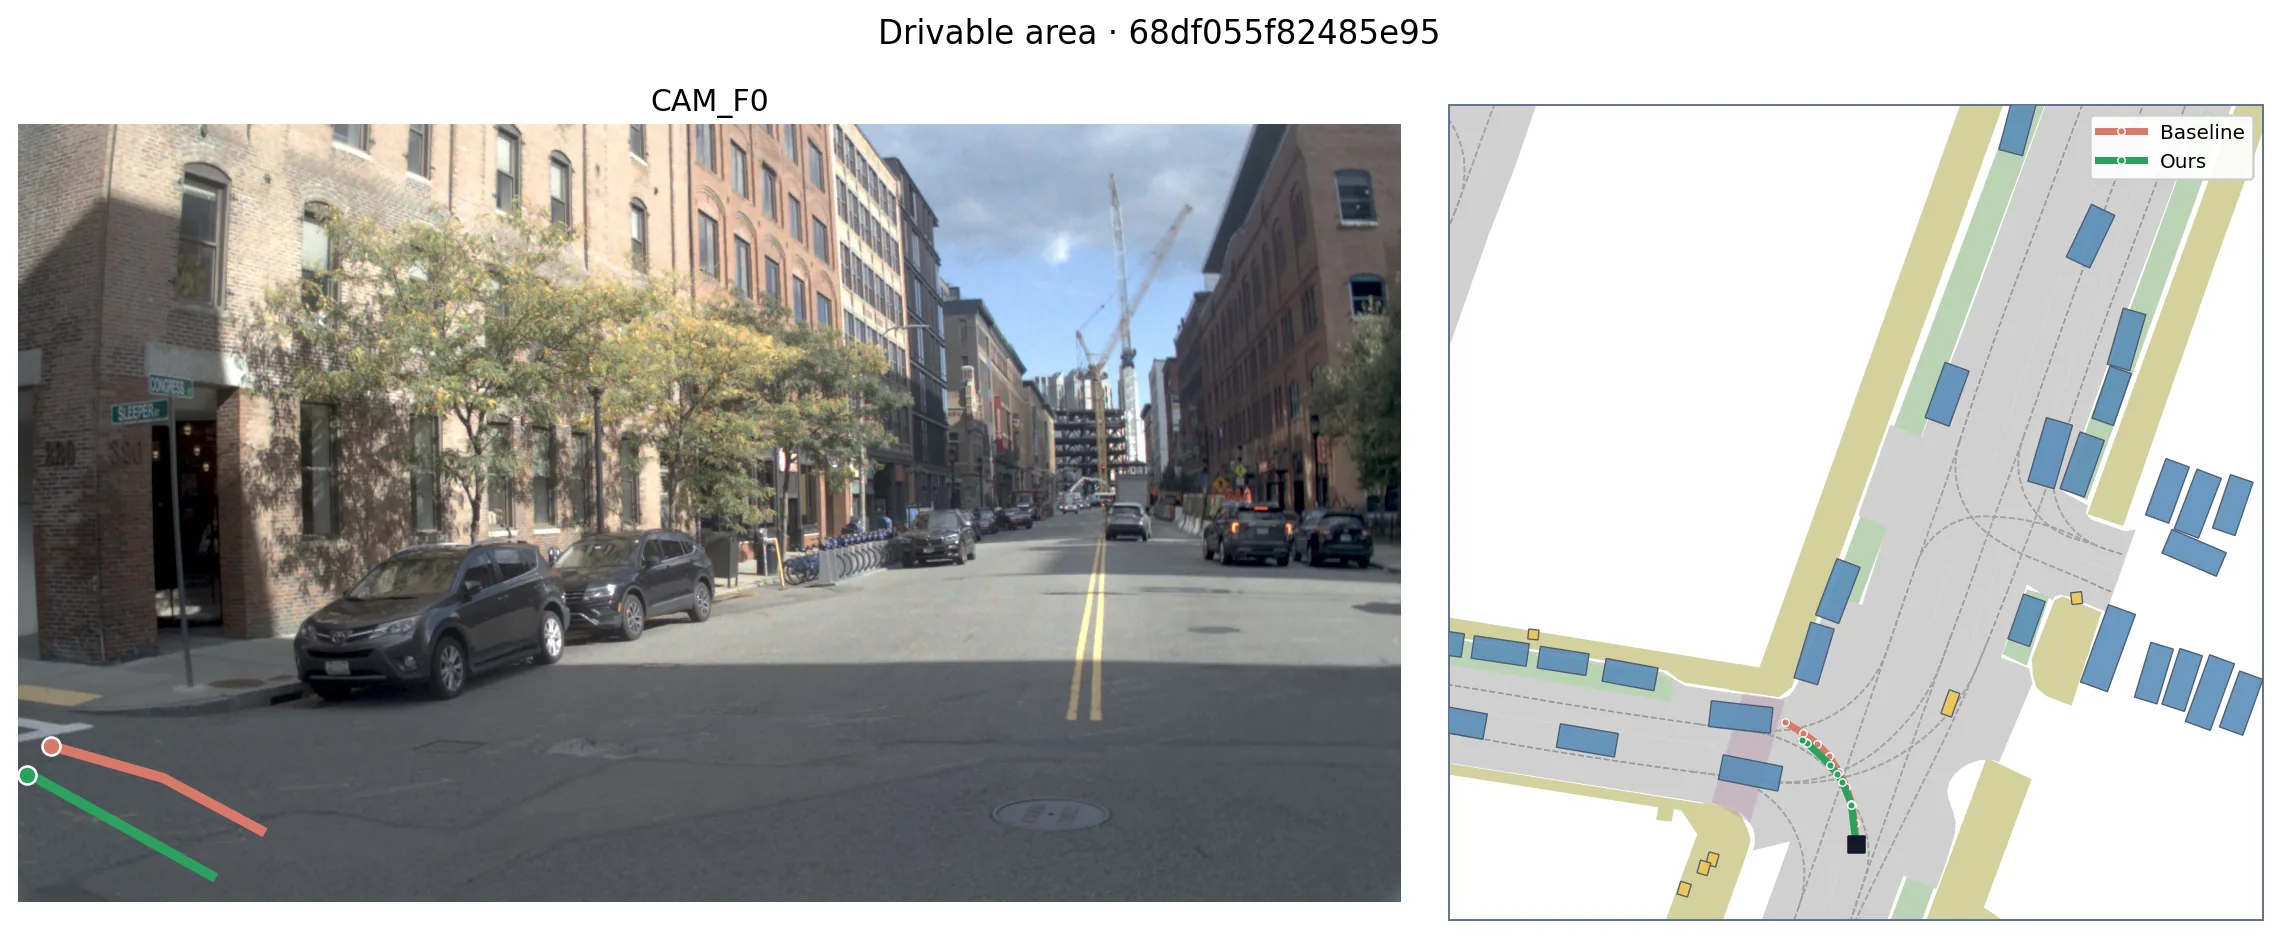 Drivable area · 68df055f82485e95
CAM_F0
CONGRESS
SLEEPER
Baseline
Ours